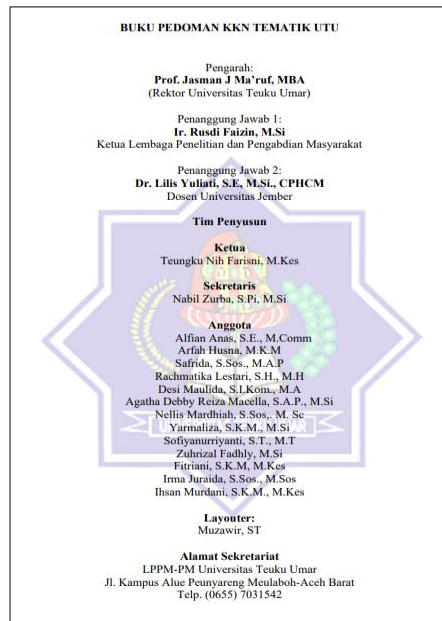 BUKU PEDOMAN KKN TEMATIK UTU
Pengarah:
Prof. Jasman J Ma'ruf, MBA
(Rektor Universitas Teuku Umar)
Penanggung Jawab 1:
Ir. Rusdi Faizin, M.Si
Ketua Lembaga Penelitian dan Pengabdian Masyarakat
Penanggung Jawab 2:
Dr. Lilis Yuliati, S.E, M.Si., CPHCM
Dosen Universitas Jember
Tim Penyusun
Ketua
Teungku Nih Farisni, M.Kes
Sekretaris
Nabil Zurba, S.Pi, M.Si
Anggota
Alfian Anas, S.E., M.Comm
Arfah Husna, M.K.M
Safrida, S.Sos., M.A.P
Rachmatika Lestari, S.H., M.H
Desi Maulida, S.I.Kom., M.A
Agatha Debby Reiza Macella, S.A.P., M.Si
Nellis Mardhiah, S.Sos,. M. Sc
Yarmaliza, S.K.M., M.Si
Sofiyanurriyanti, S.T., M.T
Zuhrizal Fadhly, M.Si
Fitriani, S.K.M, M.Kes
Irma Juraida, S.Sos., M.Sos
Ihsan Murdani, S.K.M., M.Kes
Layouter:
Muzawir, ST
Alamat Sekretariat
LPPM-PM Universitas Teuku Umar
Jl. Kampus Alue Peunyareng Meulaboh-Aceh Barat
Telp. (0655) 7031542